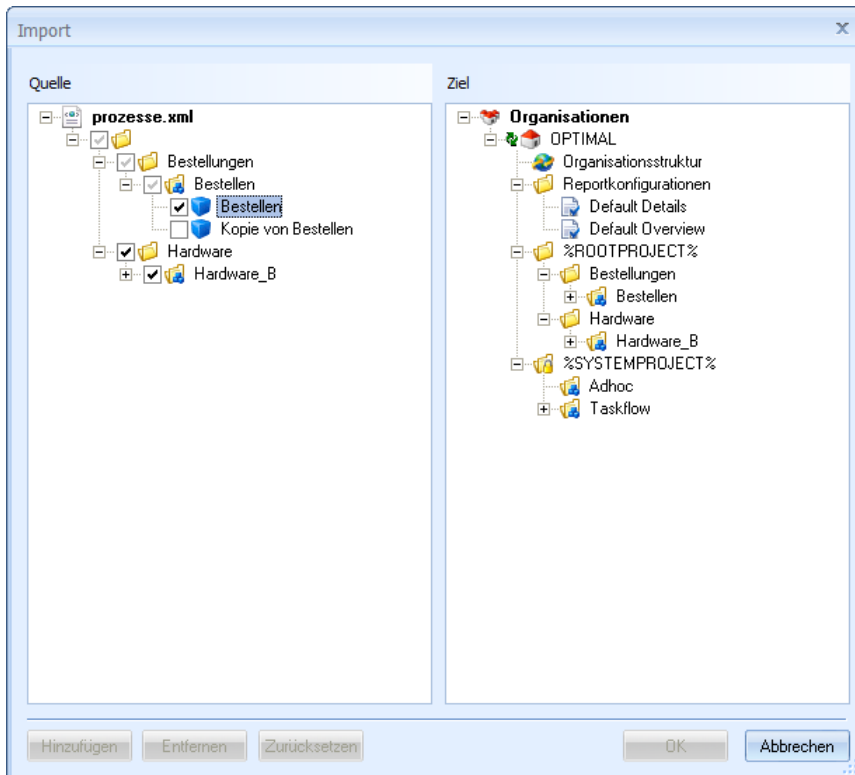 Import
Quelle
prozesse.xml
Bestellungen
Bestellen
Bestellen
Kopie von Bestellen
Hardware
Hardware_B
Ziel
Organisationen
OPTIMAL
Organisationsstruktur
Reportkonfigurationen
Default Details
Default Overview
%ROOTPROJECT%
Bestellungen
Bestellen
Hardware
Hardware_B
%SYSTEMPROJECT%
Adhoc
Taskflow
Hinzufügen
Entfernen
Zurücksetzen
OK
Abbrechen